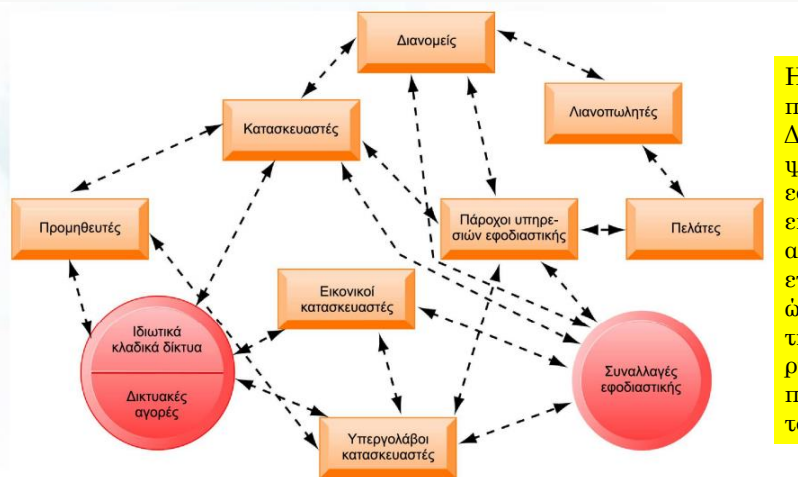 Διανομείς
Λιανοπωλητές
Κατασκευαστές
Προμηθευτές
Πάροχοι υπηρε-
σιών εφοδιαστικής
Πελάτες
Εικονικοί
κατασκευαστές
Ιδιωτικά
κλαδικά δίκτυα
Δικτυακές
αγορές
Συναλλαγές
εφοδιαστικής
Υπεργολάβοι
κατασκευαστές